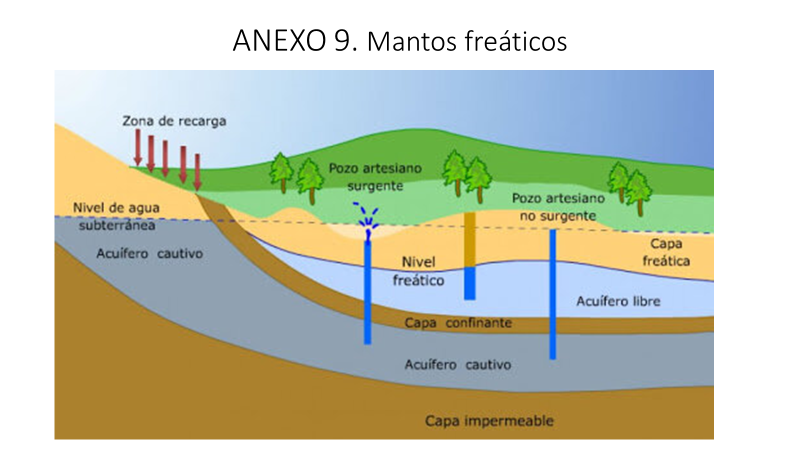 ANEXO 9. Mantos freáticos
Zona de recarga
Pozo artesiano
surgente
Pozo artesiano
no surgente
Nivel de agua
subterránea
Acuífero cautivo
Nivel
freático
Capa
freática
Acuífero libre
Capa confinante
Acuífero cautivo
Capa impermeable